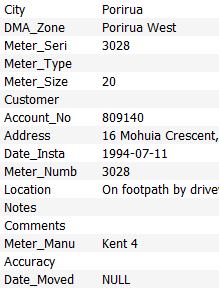 City Porirua
DMA_Zone Porirua West
Meter_Seri 3028
Meter_Type
Meter_Size 20
Customer
Account_No 809140
Address 16 Mohuia Crescent,
Date_Insta 1994-07-11
Meter_Numb 3028
Location On footpath by drivew
Notes
Comments
Meter_Manu Kent 4
Accuracy
Date_Moved NULL